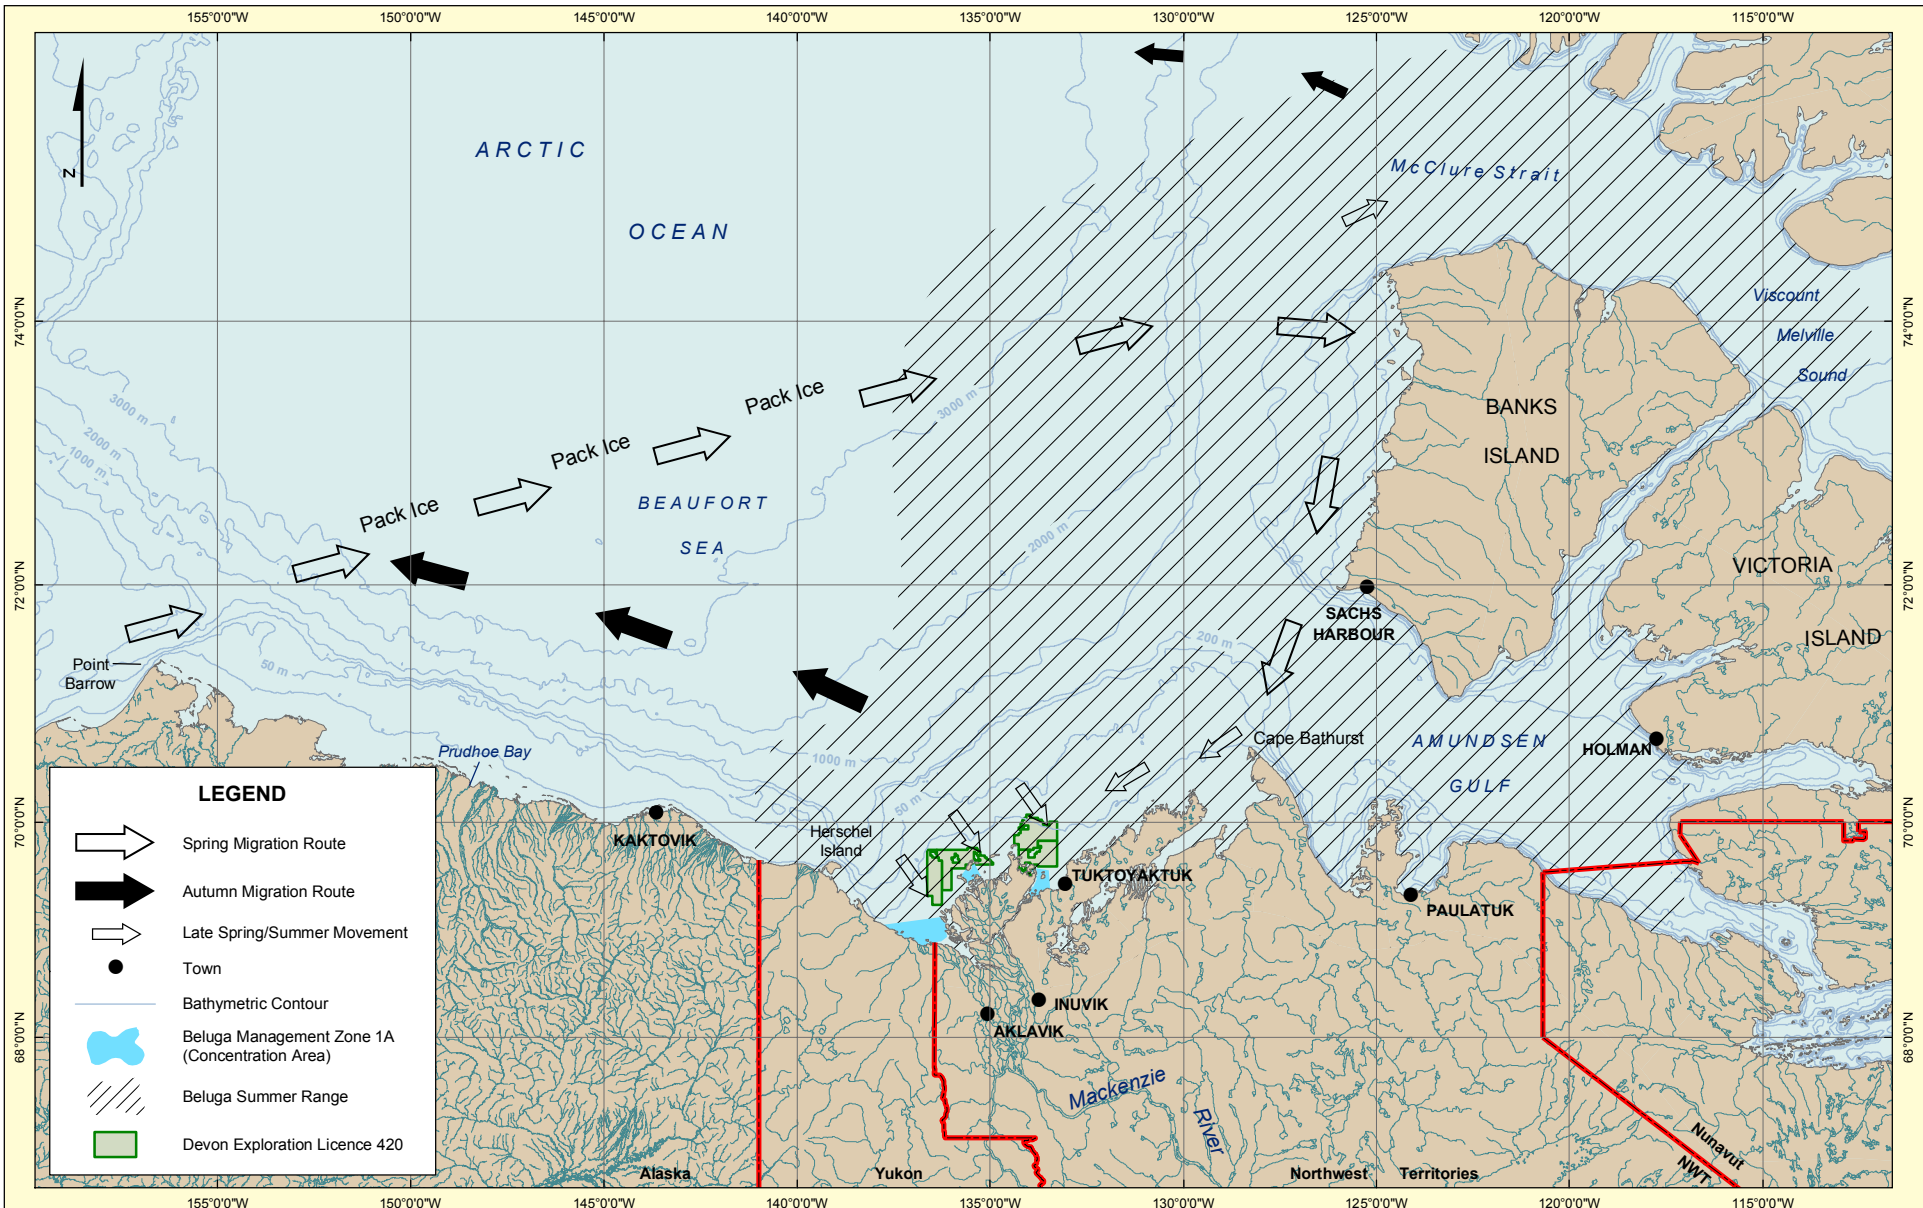 155°0'0"W 150°0'0"W 145°0'0"W 140°0'0"W 135°0'0"W 130°0'0"W 125°0'0"W 120°0'0"W 115°0'0"W
N
ARCTIC
OCEAN
McClure Strait
Viscount
Melville
Sound
74°0'0"N
74°0'0"N
BANKS
ISLAND
3000 m
2000 m
1000 m
Pack Ice
Pack Ice
Pack Ice
3000 m
BEAUFORT
SEA
2000 m
72°0'0"N
72°0'0"N
VICTORIA
ISLAND
SACHS
HARBOUR
200 m
Point
Barrow
50 m
Prudhoe Bay
1000 m
50 m
Cape Bathurst
AMUNDSEN
GULF
HOLMAN
KAKTOVIK
Herschel
Island
70°0'0"N
70°0'0"N
TUKTOYAKTUK
PAULATUK
INUVIK
AKLAVIK
68°0'0"N
68°0'0"N
Mackenzie
River
Nunavut
NWT
Alaska
Yukon
Northwest Territories
LEGEND
Spring Migration Route
Autumn Migration Route
Late Spring/Summer Movement
Town
Bathymetric Contour
Beluga Management Zone 1A
(Concentration Area)
Beluga Summer Range
Devon Exploration Licence 420
155°0'0"W 150°0'0"W 145°0'0"W 140°0'0"W 135°0'0"W 130°0'0"W 125°0'0"W 120°0'0"W 115°0'0"W